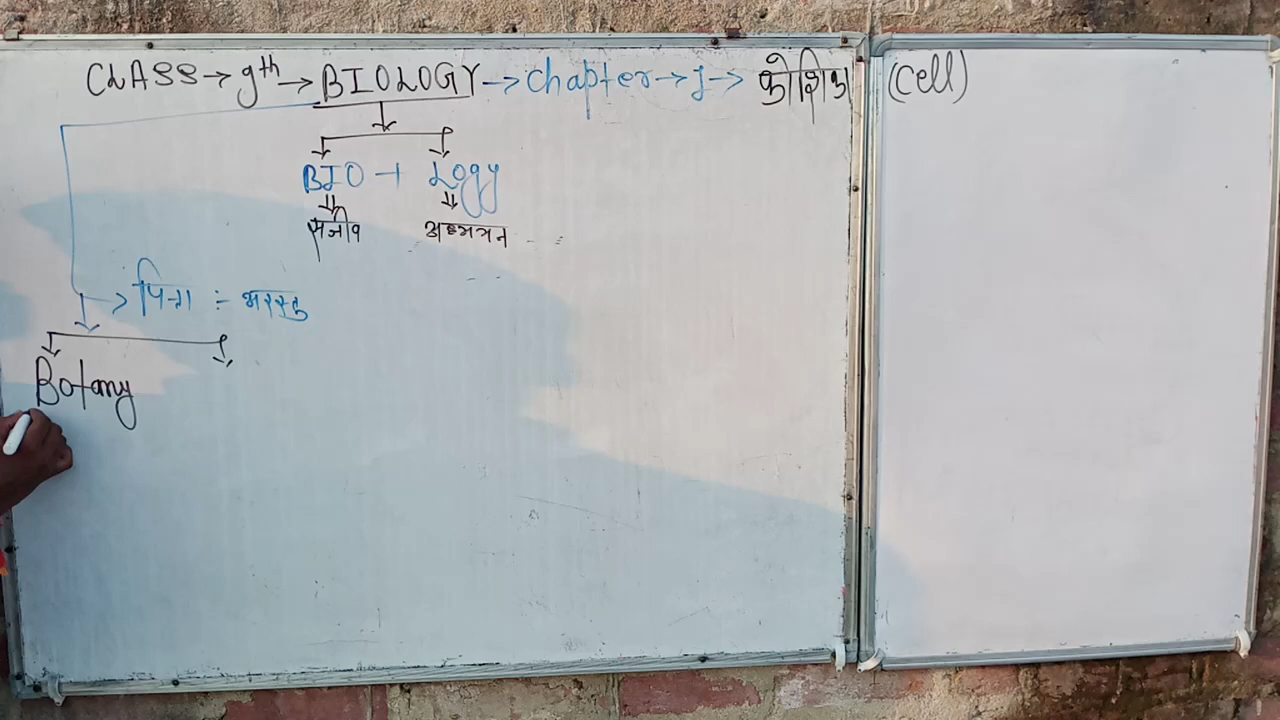 CLASS → 9th → BIOLOGY → chapter → 1 → कोशिका (cell)
BIO + Logy
सजीव अध्ययन
→ पिता :- अरस्तु
Botany